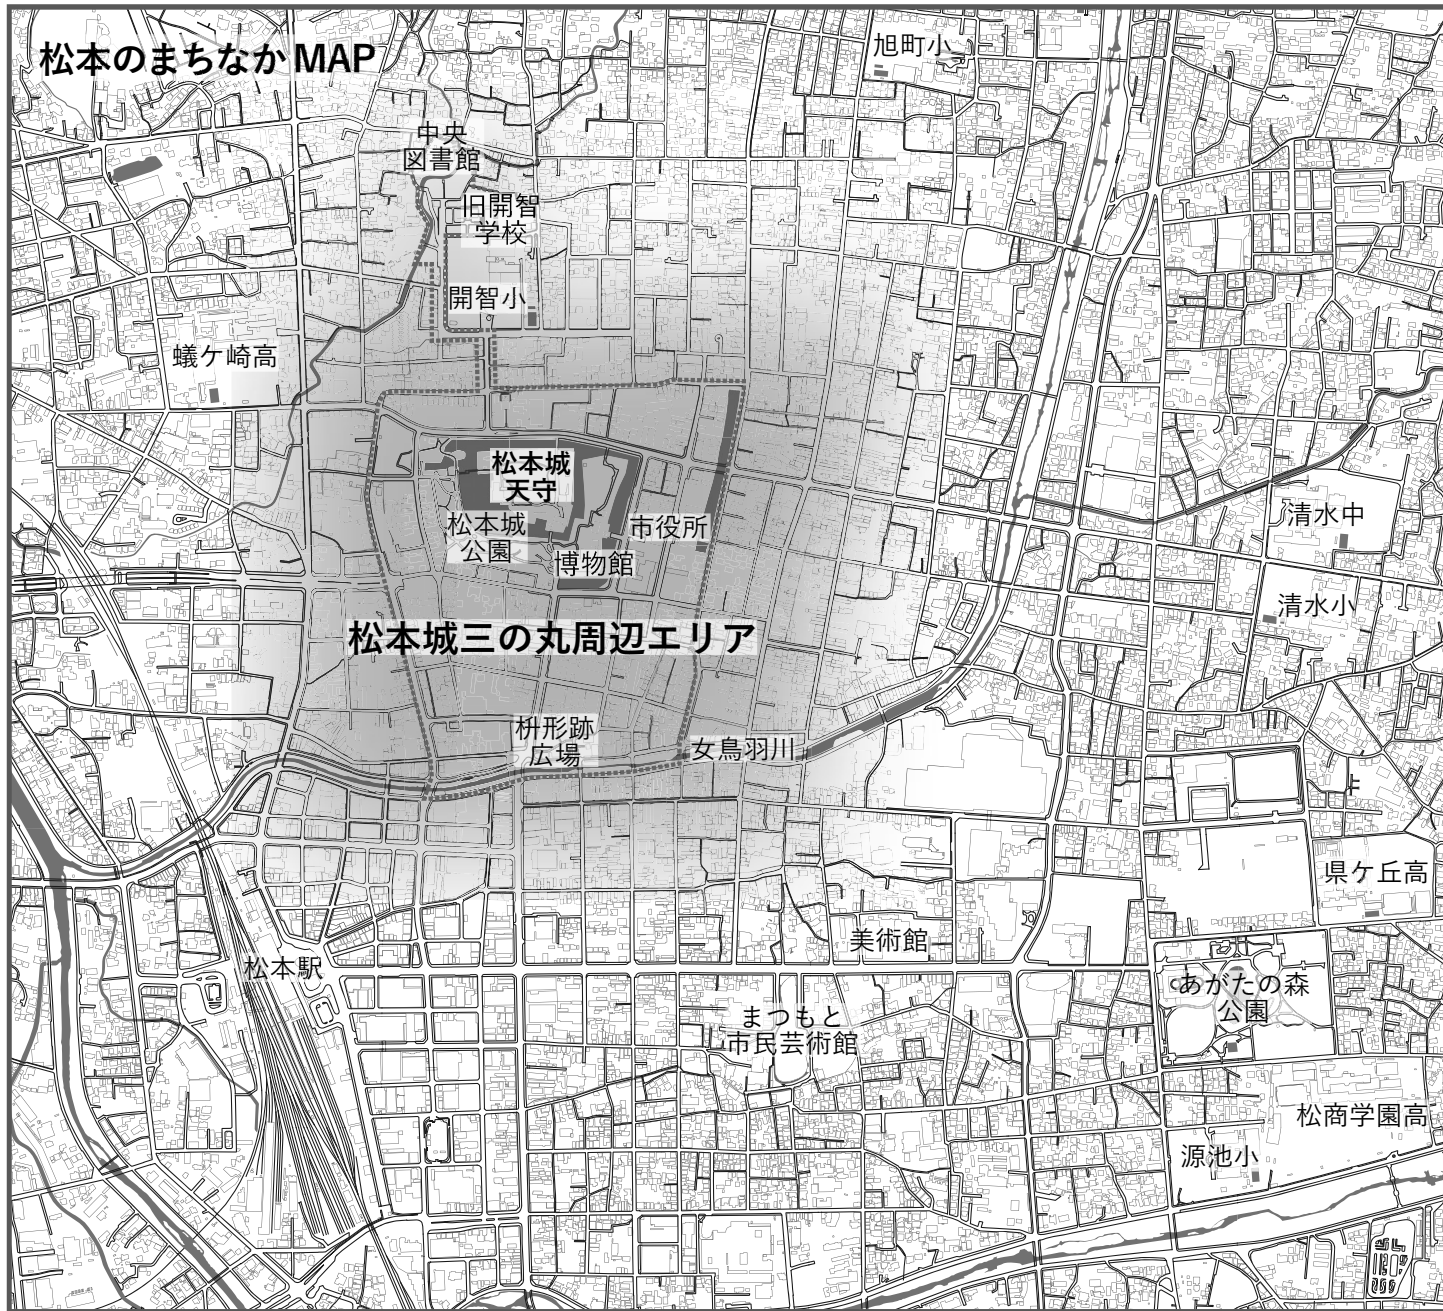 松本のまちなかMAP
旭町小
中央
図書館
旧開智
学校
開智小
蟻ケ崎高
松本城
天守
松本城
公園
市役所
博物館
清水中
清水小
松本城三の丸周辺エリア
枡形跡
広場
女鳥羽川
県ケ丘高
美術館
松本駅
あがたの森
公園
まつもと
市民芸術館
松商学園高
源池小